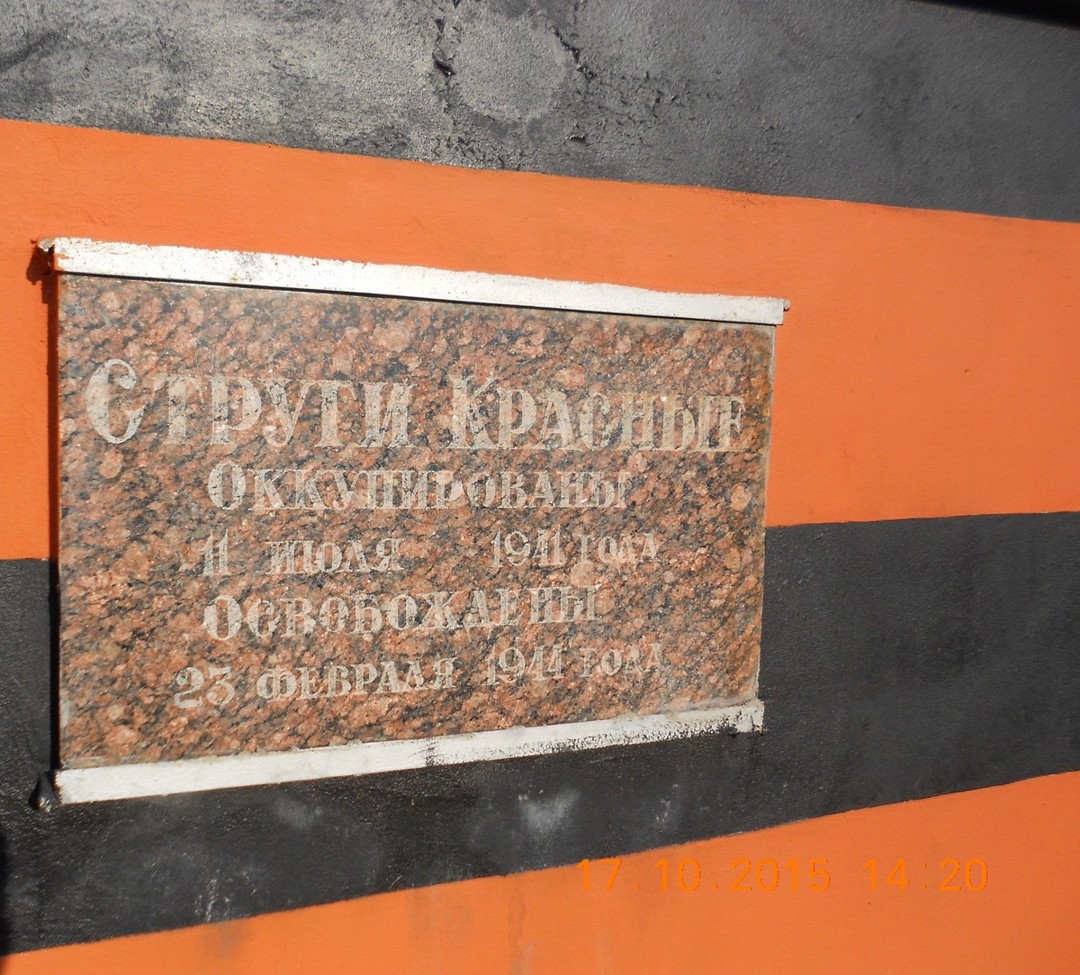 Струги Красные
Оккупированы
11 июля 1941 года
Освобождены
23 февраля 1944 года
17.10.2015 14:20